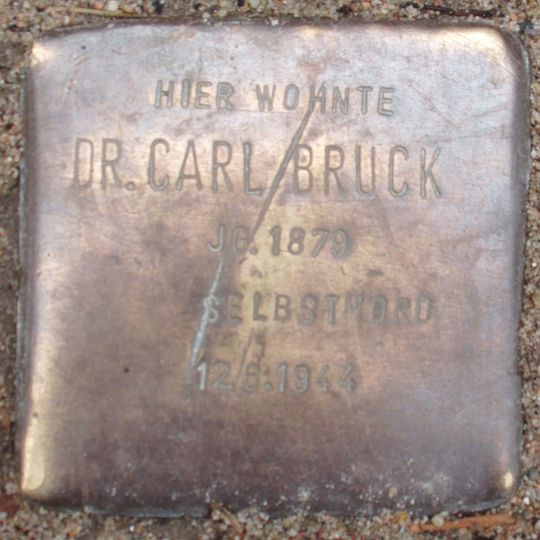 HIER WOHNTE
DR. CARL BRUCK
JG. 1879
SELBSTMORD
12.6.1944